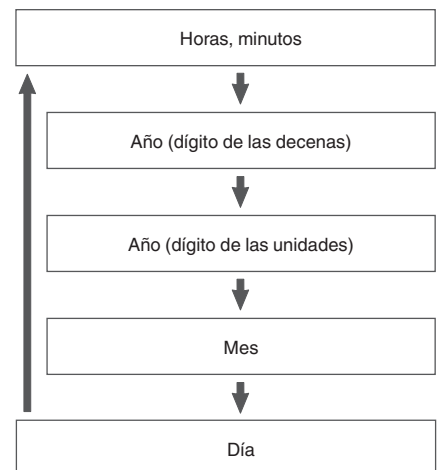 Horas, minutos
Año (dígito de las decenas)
Año (dígito de las unidades)
Mes
Día